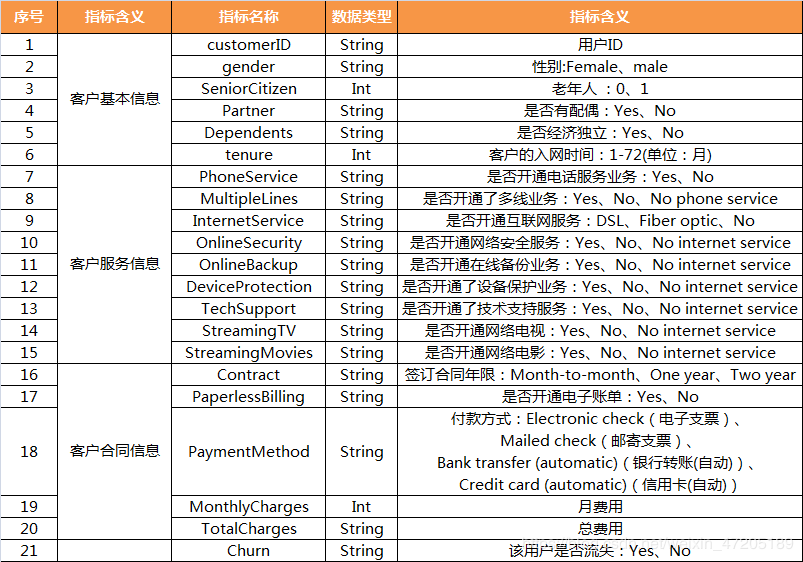 序号 指标含义 指标名称 数据类型 指标含义
1 客户基本信息 customerID String 用户ID
2 gender String 性别:Female、male
3 SeniorCitizen Int 老年人 ：0、1
4 Partner String 是否有配偶：Yes、No
5 Dependents String 是否经济独立：Yes、No
6 tenure Int 客户的入网时间：1-72(单位：月)
7 客户服务信息 PhoneService String 是否开通电话服务业务：Yes、No
8 MultipleLines String 是否开通了多线业务：Yes、No、No phone service
9 InternetService String 是否开通互联网服务：DSL、Fiber optic、No
10 OnlineSecurity String 是否开通网络安全服务：Yes、No、No internet service
11 OnlineBackup String 是否开通在线备份业务：Yes、No、No internet service
12 DeviceProtection String 是否开通了设备保护业务：Yes、No、No internet service
13 TechSupport String 是否开通了技术支持服务：Yes、No、No internet service
14 StreamingTV String 是否开通网络电视：Yes、No、No internet service
15 StreamingMovies String 是否开通网络电影：Yes、No、No internet service
16 客户合同信息 Contract String 签订合同年限：Month-to-month、One year、Two year
17 PaperlessBilling String 是否开通电子账单：Yes、No
18 PaymentMethod String 付款方式：Electronic check（电子支票）、
Mailed check（邮寄支票）、
Bank transfer (automatic)（银行转账(自动)）、
Credit card (automatic)（信用卡(自动)）
19 MonthlyCharges Int 月费用
20 TotalCharges String 总费用
21 Churn String 该用户是否流失：Yes、No